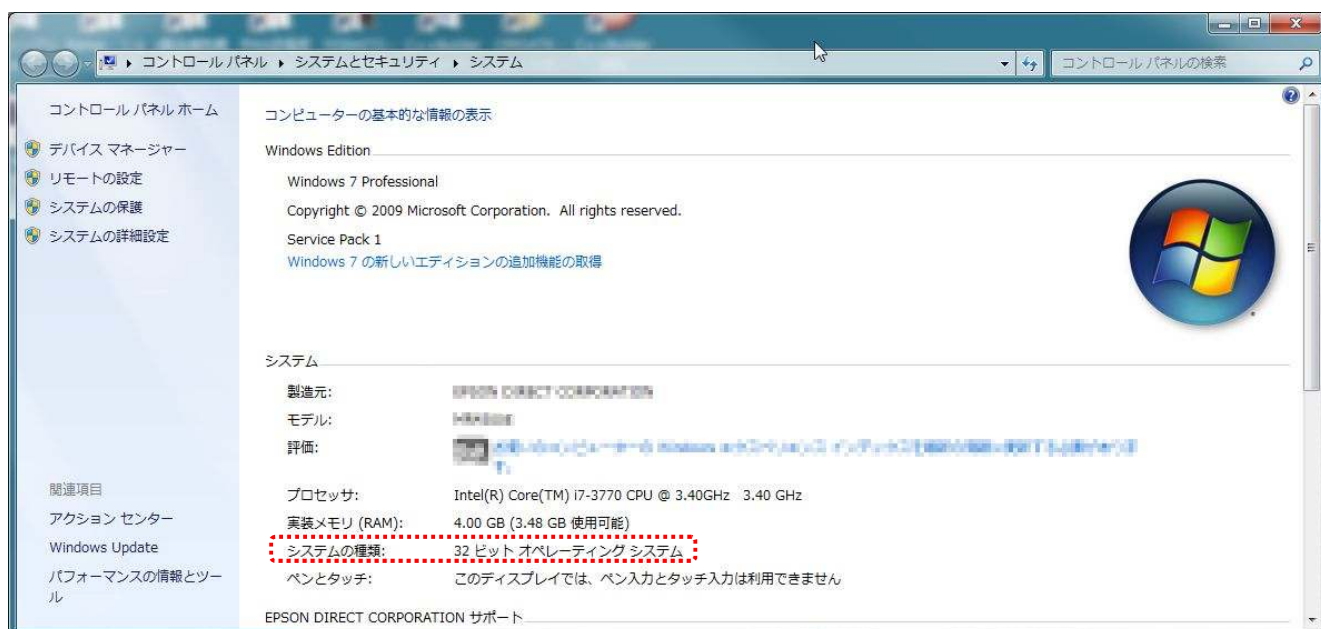 コントロール パネル ▸ システムとセキュリティ ▸ システム
コントロール パネルの検索
コントロール パネル ホーム
デバイス マネージャー
リモートの設定
システムの保護
システムの詳細設定
関連項目
アクション センター
Windows Update
パフォーマンスの情報とツー
ル
コンピューターの基本的な情報の表示
Windows Edition
Windows 7 Professional
Copyright © 2009 Microsoft Corporation. All rights reserved.
Service Pack 1
Windows 7 の新しいエディションの追加機能の取得
システム
製造元:
モデル:
評価:
プロセッサ: Intel(R) Core(TM) i7-3770 CPU @ 3.40GHz 3.40 GHz
実装メモリ (RAM): 4.00 GB (3.48 GB 使用可能)
システムの種類: 32 ビット オペレーティング システム
ペンとタッチ: このディスプレイでは、ペン入力とタッチ入力は利用できません
EPSON DIRECT CORPORATION サポート